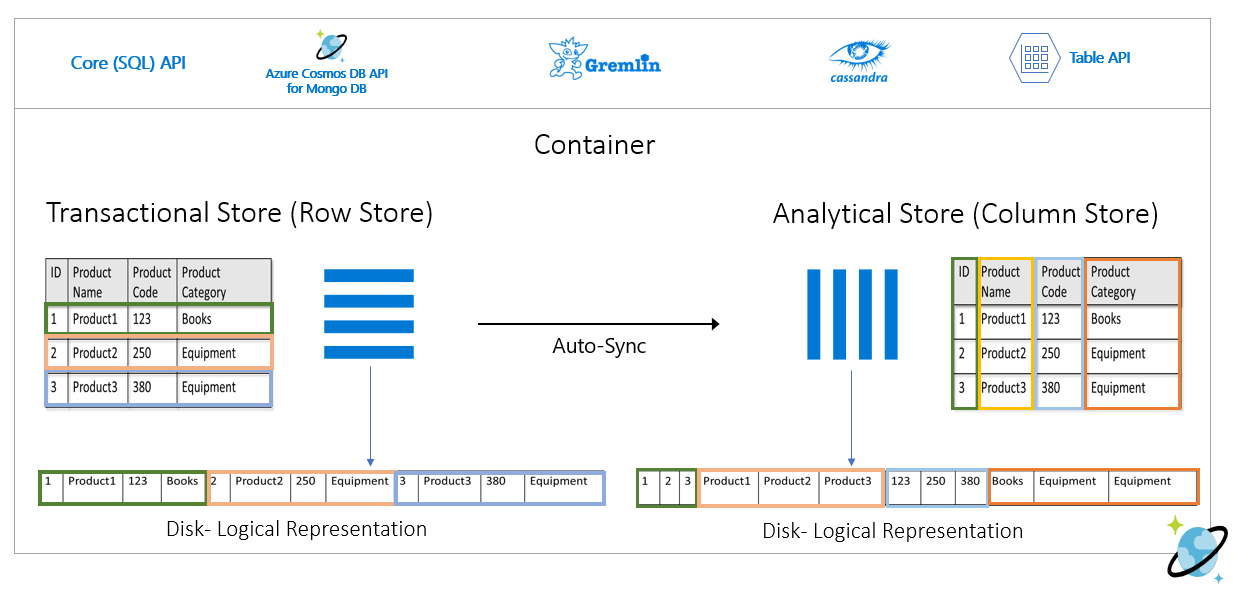 Core (SQL) API
Azure Cosmos DB API
for Mongo DB
Gremlin
cassandra
Table API
Container
Transactional Store (Row Store)
ID Product Name Product Code Product Category
1 Product1 123 Books
2 Product2 250 Equipment
3 Product3 380 Equipment
Auto-Sync
Analytical Store (Column Store)
ID Product Name Product Code Product Category
1 Product1 123 Books
2 Product2 250 Equipment
3 Product3 380 Equipment
1 Product1 123 Books 2 Product2 250 Equipment 3 Product3 380 Equipment
Disk- Logical Representation
1 2 3 Product1 Product2 Product3 123 250 380 Books Equipment Equipment
Disk- Logical Representation